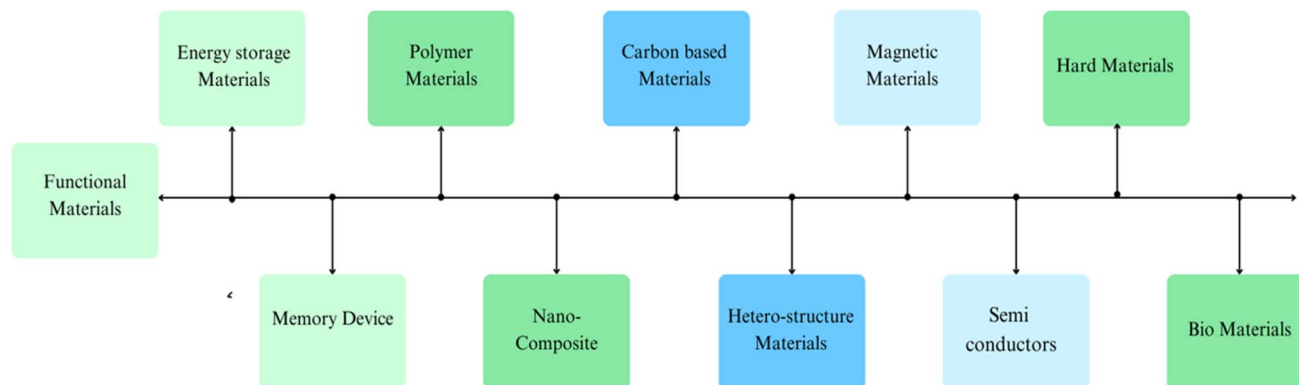 Energy storage
Materials
Polymer
Materials
Carbon based
Materials
Magnetic
Materials
Hard Materials
Functional
Materials
Memory Device
Nano-
Composite
Hetero-structure
Materials
Semi
conductors
Bio Materials